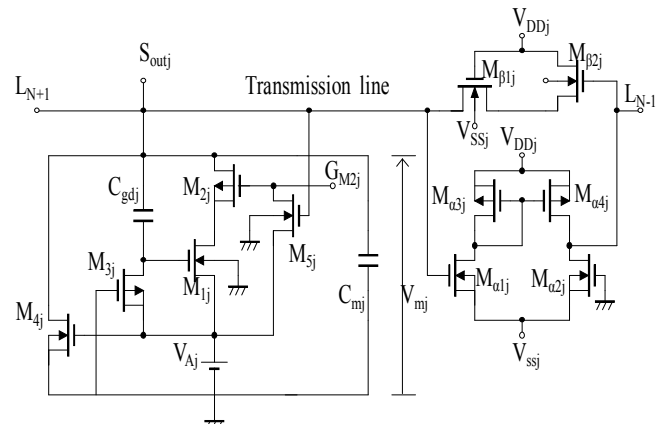 V_DDj
S_outj
M_β1j
M_β2j
L_N+1
Transmission line
L_N-1
V_SSj
V_DDj
C_gdj
M_2j
G_M2j
M_α3j
M_α4j
M_3j
M_5j
M_1j
C_mj
V_mj
M_α1j
M_α2j
M_4j
V_Aj
V_ssj